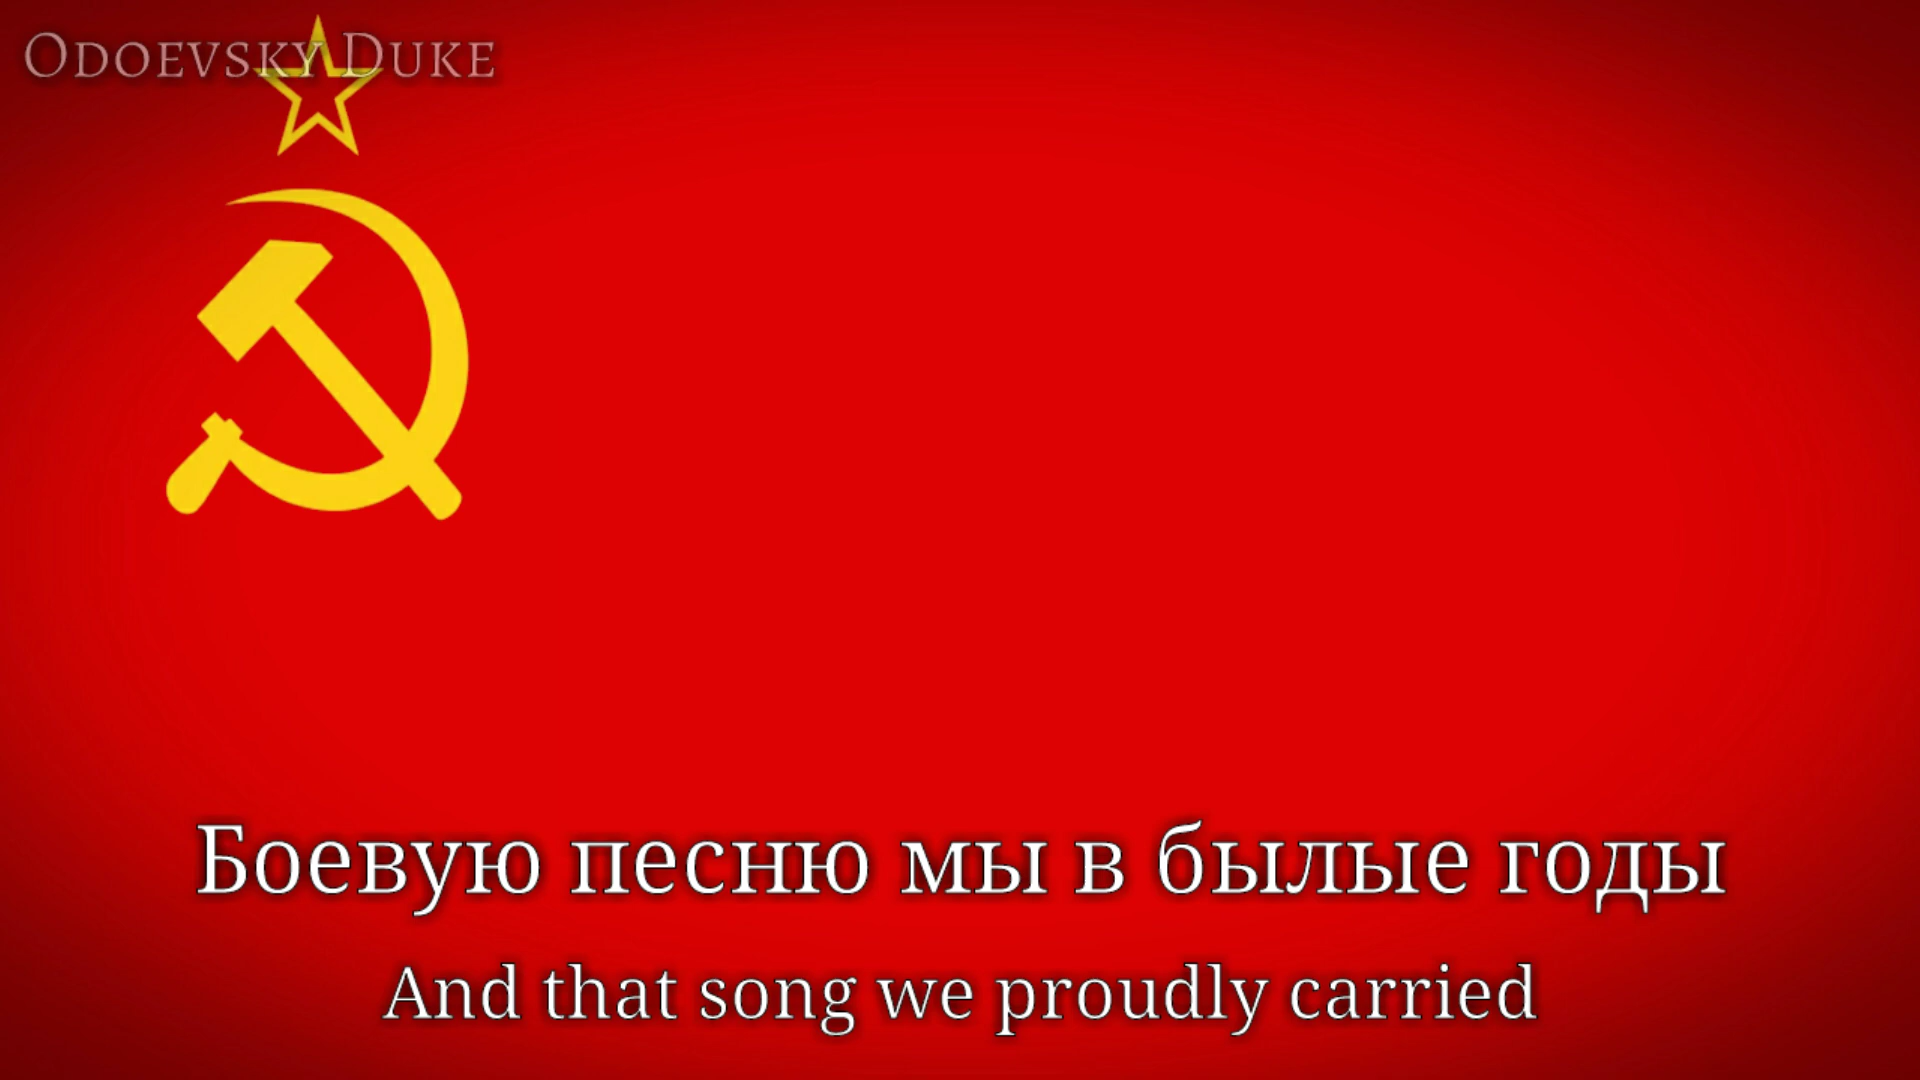 Odoevsky Duke
Боевую песню мы в былые годы
And that song we proudly carried